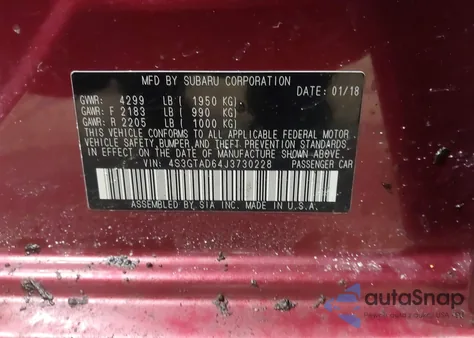 MFD BY SUBARU CORPORATION
DATE: 01/18
GVWR: 4299 LB ( 1950 KG)
GAWR: F 2183 LB ( 990 KG)
GAWR: R 2205 LB ( 1000 KG)
THIS VEHICLE CONFORMS TO ALL APPLICABLE FEDERAL MOTOR
VEHICLE SAFETY, BUMPER, AND THEFT PREVENTION STANDARDS
IN EFFECT ON THE DATE OF MANUFACTURE SHOWN ABOVE.
VIN: 4S3GTAD64J3730228 PASSENGER CAR
ASSEMBLED BY SIA INC. MADE IN U.S.A.
autoSnap